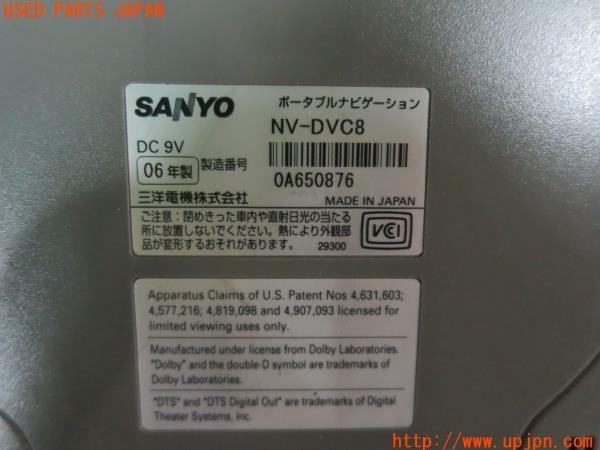 USED PARTS JAPAN
SANYO
ポータブルナビゲーション
NV-DVC8
DC 9V
06年製 製造番号
0A650876
三洋電機株式会社
MADE IN JAPAN
ご注意：閉めきった車内や直射日光の当たる
所に放置しないでください。熱により外観部
品が変形するおそれがあります。 29300
VCI
Apparatus Claims of U.S. Patent Nos 4,631,603;
4,577,216; 4,819,098 and 4,907,093 licensed for
limited viewing uses only.
Manufactured under license from Dolby Laboratories.
"Dolby" and the double-D symbol are trademarks of
Dolby Laboratories.
"DTS" and "DTS Digital Out" are trademarks of Digital
Theater Systems, Inc.
http://www.upjpn.com/